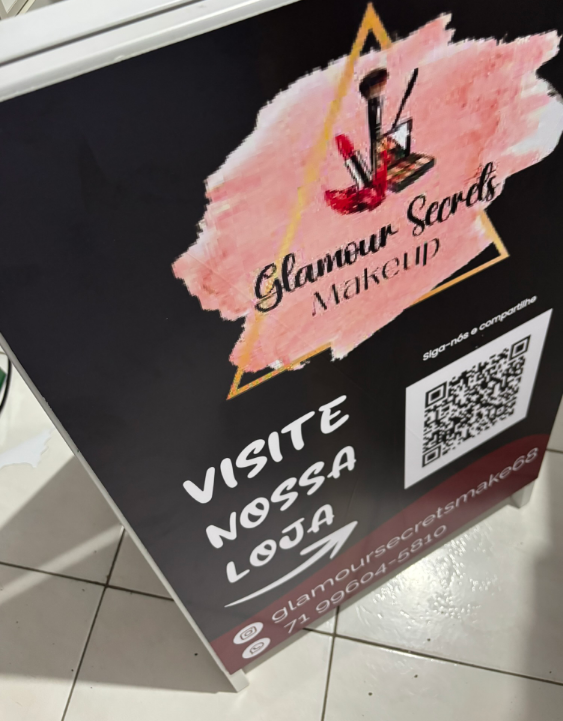 Glamour Secrets
Makeup
Siga-nós e compartilhe
VISITE
NOSSA
LOJA
glamoursecretsmake68
71 99604-5810